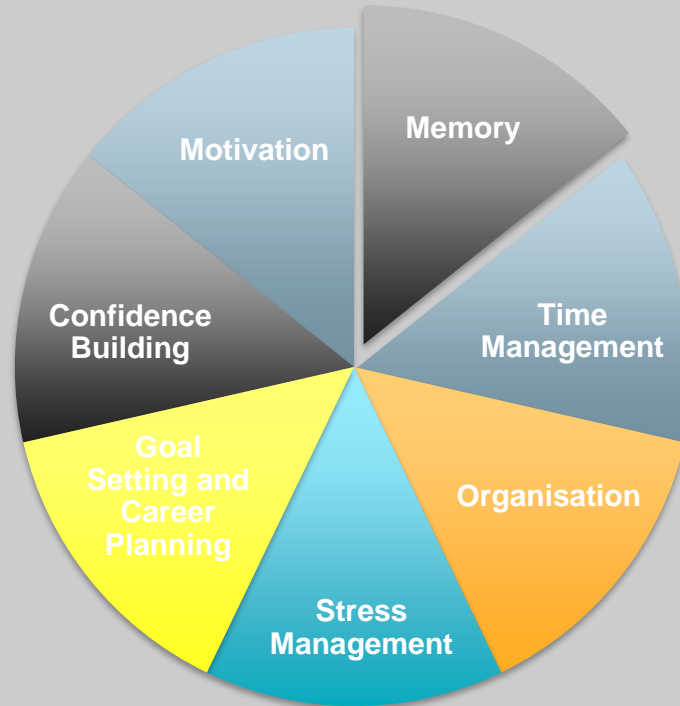 Memory
Motivation
Time
Management
Confidence
Building
Organisation
Goal
Setting and
Career
Planning
Stress
Management